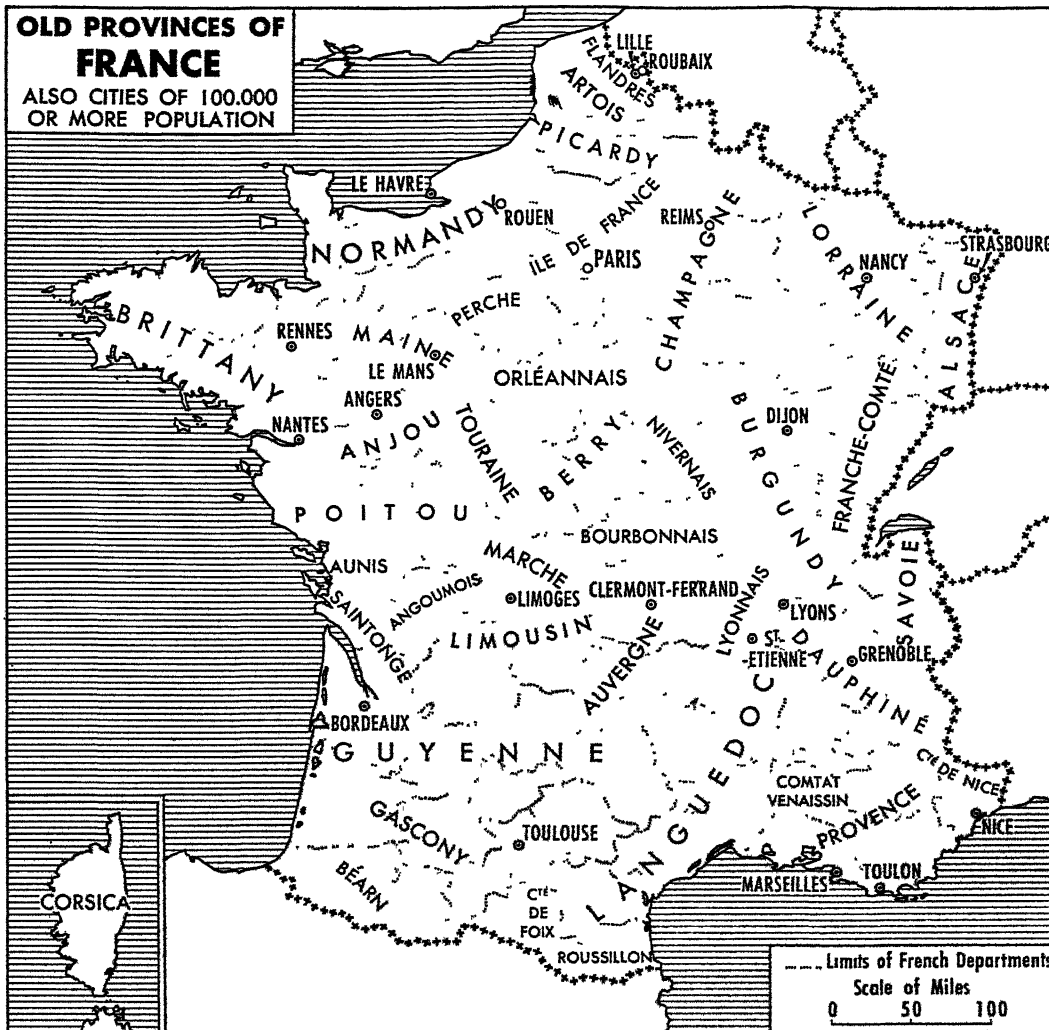 OLD PROVINCES OF
FRANCE
ALSO CITIES OF 100.000
OR MORE POPULATION
LILLE
ROUBAIX
FLANDRES
ARTOIS
PICARDY
LE HAVRE
NORMANDY
ROUEN
ÎLE DE FRANCE
REIMS
CHAMPAGNE
LORRAINE
STRASBOURG
PARIS
NANCY
ALSACE
PERCHE
BRITTANY
RENNES
MAINE
LE MANS
ORLÉANNAIS
ANGERS
NANTES
ANJOU
TOURAINE
BERRY
NIVERNAIS
BURGUNDY
DIJON
FRANCHE-COMTÉ
POITOU
BOURBONNAIS
AUNIS
MARCHE
SAINTONGE
ANGOUMOIS
LIMOGES
CLERMONT-FERRAND
LYONNAIS
LYONS
SAVOIE
LIMOUSIN
AUVERGNE
ST.
-ETIENNE
DAUPHINÉ
GRENOBLE
BORDEAUX
GUYENNE
LANGUEDOC
CTÉ DE NICE
COMTAT
VENAISSIN
PROVENCE
NICE
GASCONY
TOULOUSE
BÉARN
MARSEILLES
TOULON
CORSICA
CTÉ
DE
FOIX
ROUSSILLON
Limits of French Departments
Scale of Miles
0 50 100